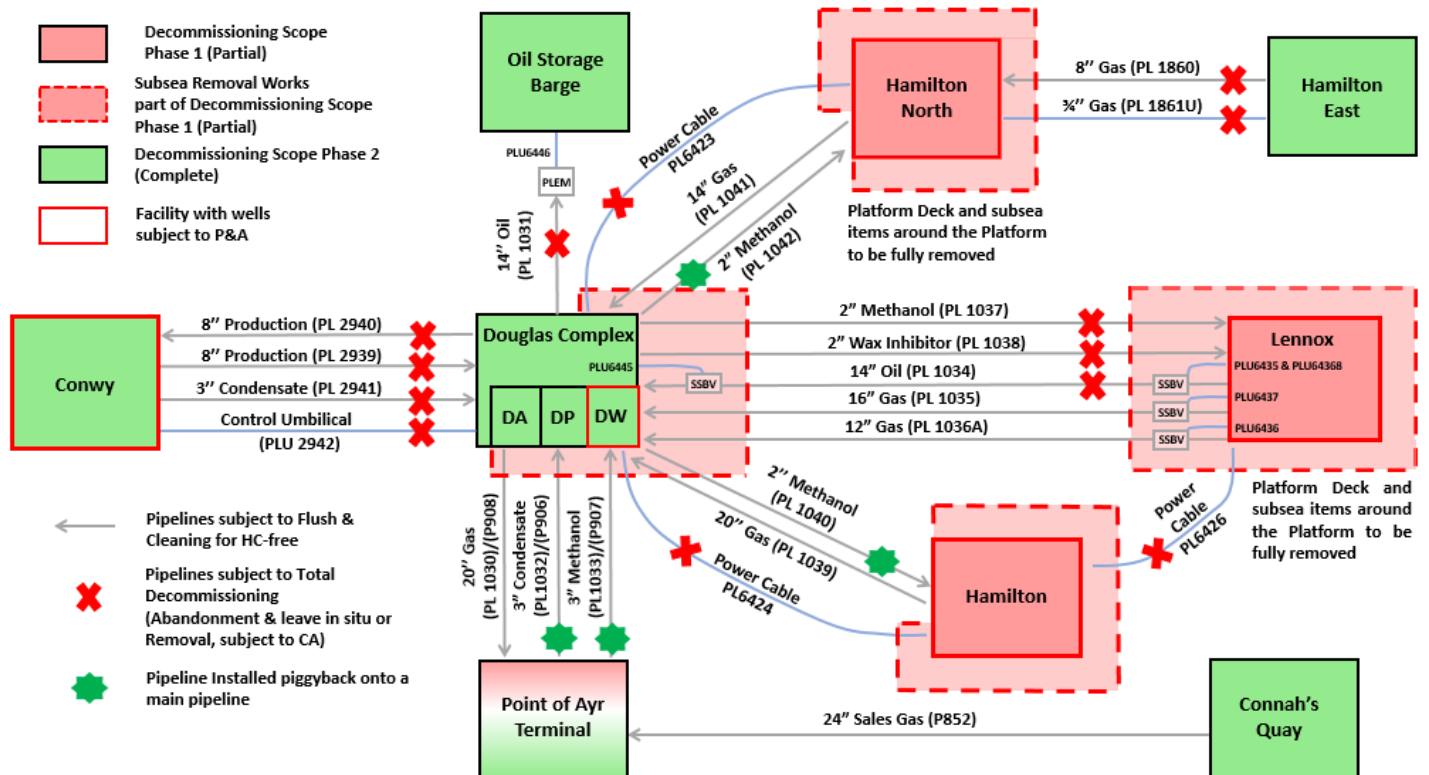 Decommissioning Scope
Phase 1 (Partial)
Subsea Removal Works
part of Decommissioning Scope
Phase 1 (Partial)
Decommissioning Scope Phase 2
(Complete)
Facility with wells
subject to P&A
Oil Storage
Barge
PLU6446
PLEM
14’’ Oil
(PL 1031)
Power Cable
PL6423
14” Gas
(PL 1041)
2” Methanol
(PL 1042)
Hamilton
North
8’’ Gas (PL 1860)
¾’’ Gas (PL 1861U)
Hamilton
East
Platform Deck and subsea
items around the Platform
to be fully removed
Conwy
8’’ Production (PL 2940)
8’’ Production (PL 2939)
3’’ Condensate (PL 2941)
Control Umbilical
(PLU 2942)
Douglas Complex
PLU6445
SSBV
DA
DP
DW
2’’ Methanol (PL 1037)
2’’ Wax Inhibitor (PL 1038)
14’’ Oil (PL 1034)
16’’ Gas (PL 1035)
12’’ Gas (PL 1036A)
Lennox
PLU6435 & PLU64368
SSBV
PLU6437
SSBV
PLU6436
SSBV
Platform Deck and
subsea items around
the Platform to be
fully removed
Power
Cable
PL6426
2’’ Methanol
(PL 1040)
20’’ Gas (PL 1039)
Power Cable
PL6424
Hamilton
20’’ Gas
(PL 1030)/(P908)
3” Condensate
(PL1032)/(P906)
3” Methanol
(PL1033)/(P907)
Pipelines subject to Flush &
Cleaning for HC-free
Pipelines subject to Total
Decommissioning
(Abandonment & leave in situ or
Removal, subject to CA)
Pipeline Installed piggyback onto a
main pipeline
Point of Ayr
Terminal
24” Sales Gas (P852)
Connah’s
Quay